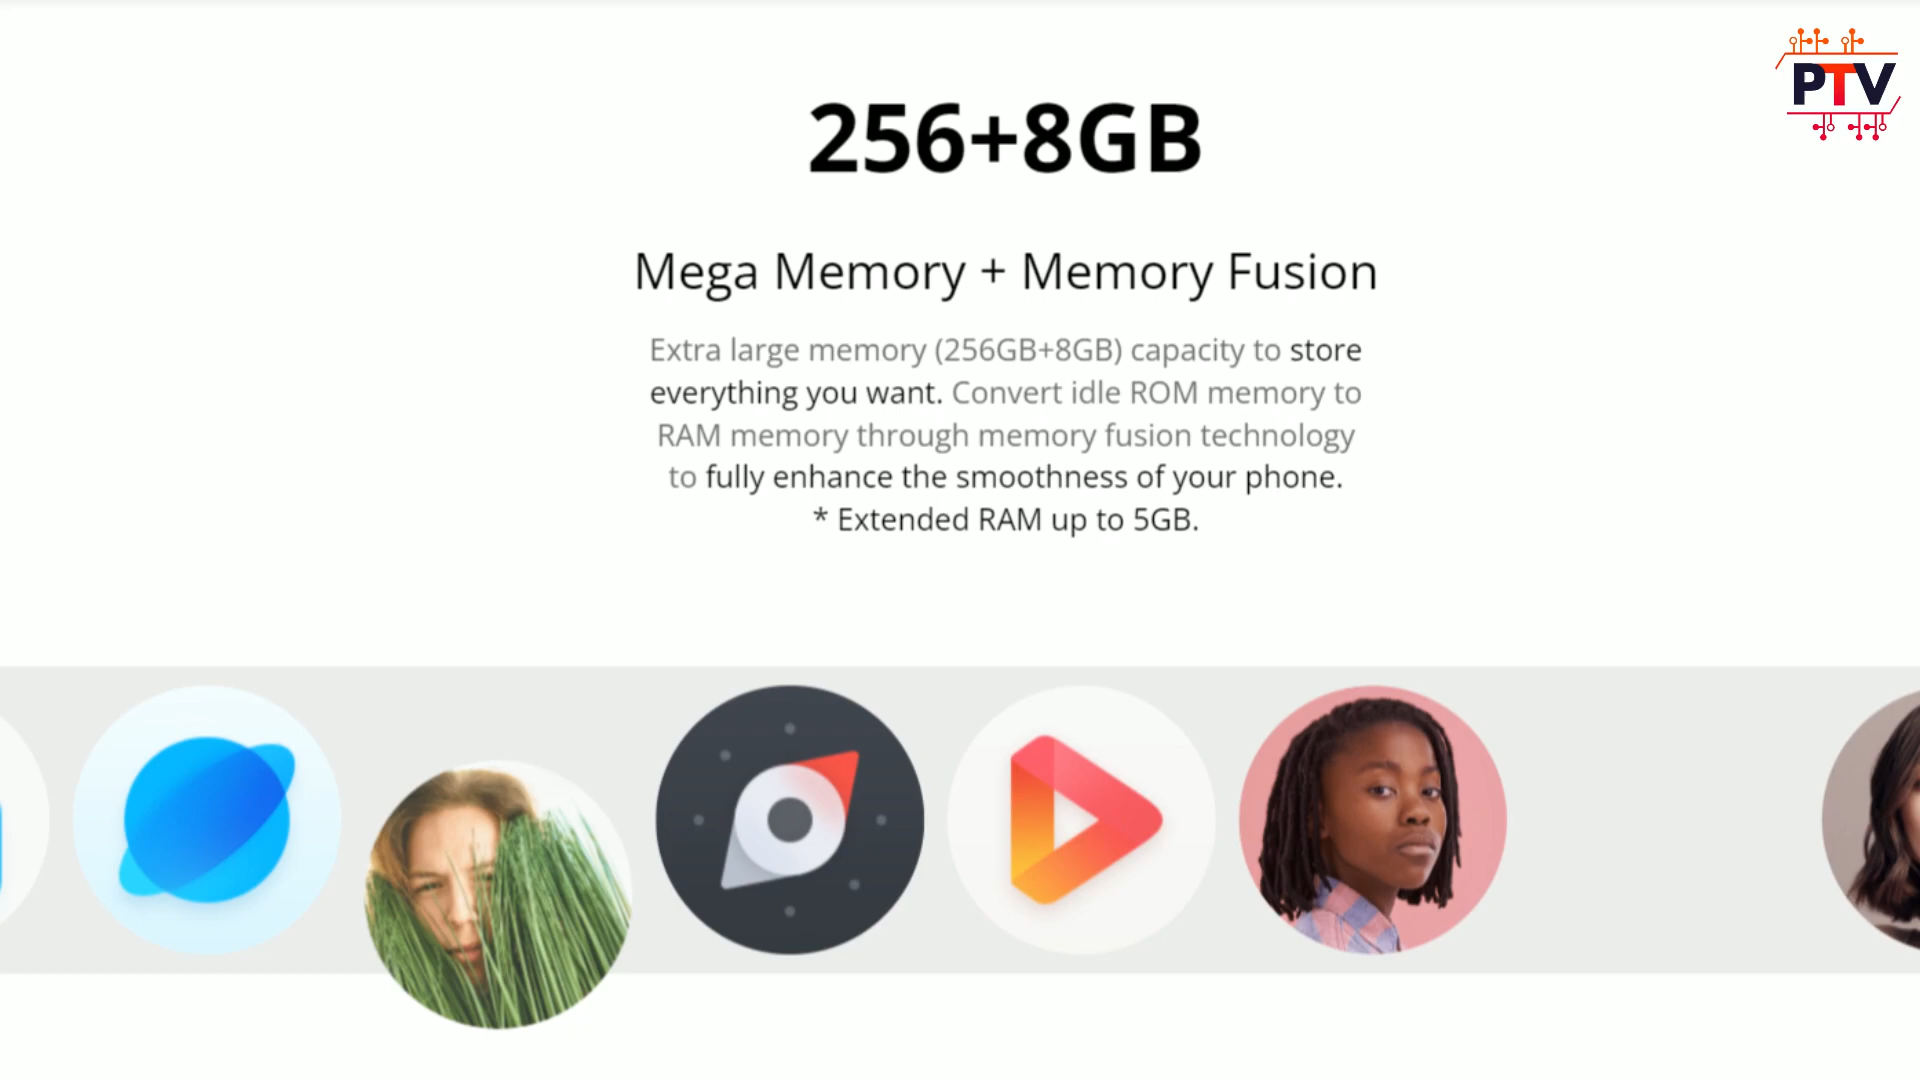 PTV
256+8GB
Mega Memory + Memory Fusion
Extra large memory (256GB+8GB) capacity to store
everything you want. Convert idle ROM memory to
RAM memory through memory fusion technology
to fully enhance the smoothness of your phone.
* Extended RAM up to 5GB.